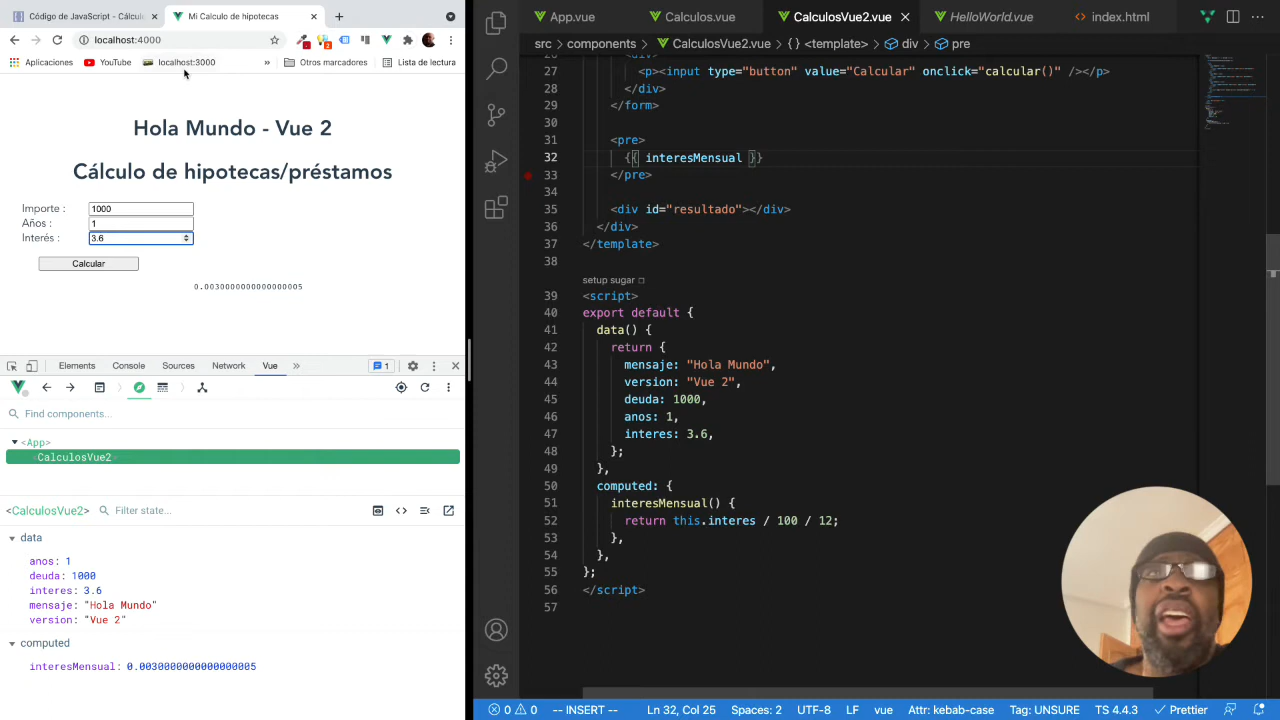 Código de JavaScript - Cálcul
Mi Calculo de hipotecas
localhost:4000
Aplicaciones
YouTube
localhost:3000
»
Otros marcadores
Lista de lectura
Hola Mundo - Vue 2
Cálculo de hipotecas/préstamos
Importe :
1000
Años :
1
Interés :
3.6
Calcular
0.0030000000000000005
Elements
Console
Sources
Network
Vue
»
1
Find components...
<App>
<CalculosVue2>
<CalculosVue2>
Filter state...
data
anos: 1
deuda: 1000
interes: 3.6
mensaje: "Hola Mundo"
version: "Vue 2"
computed
interesMensual: 0.0030000000000000005
App.vue
Calculos.vue
CalculosVue2.vue
HelloWorld.vue
index.html
src > components > CalculosVue2.vue > {} <template> > div > pre
27 <p><input type="button" value="Calcular" onclick="calcular()" /></p>
28 </div>
29 </form>
30
31 <pre>
32 {{ interesMensual }}
33 </pre>
34
35 <div id="resultado"></div>
36 </div>
37 </template>
38
setup sugar
39 <script>
40 export default {
41 data() {
42 return {
43 mensaje: "Hola Mundo",
44 version: "Vue 2",
45 deuda: 1000,
46 anos: 1,
47 interes: 3.6,
48 };
49 },
50 computed: {
51 interesMensual() {
52 return this.interes / 100 / 12;
53 },
54 },
55 };
56 </script>
57
0 0
-- INSERT --
Ln 32, Col 25
Spaces: 2
UTF-8
LF
vue
Attr: kebab-case
Tag: UNSURE
TS 4.4.3
Prettier